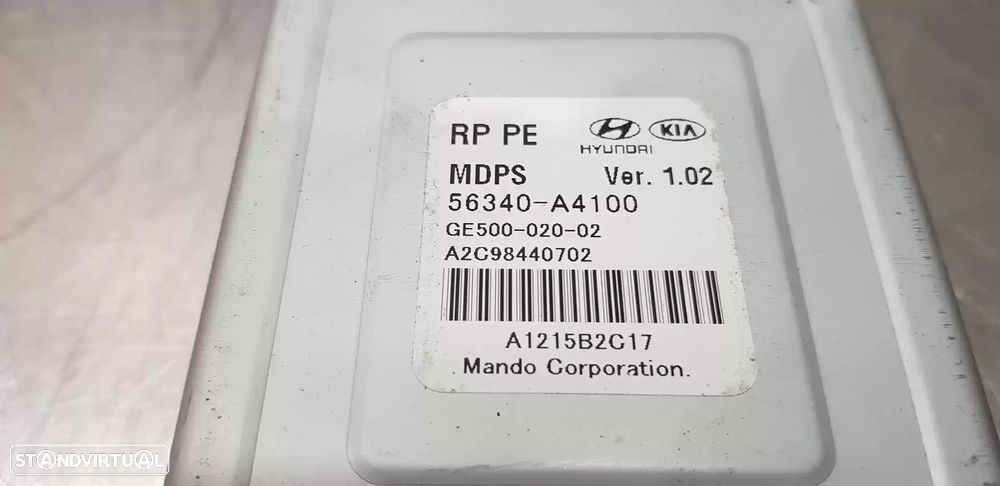 RP PE
HYUNDAI
KIA
MDPS Ver. 1.02
56340-A4100
GE500-020-02
A2C98440702
A1215B2C17
Mando Corporation.
STANDVIRTUAL